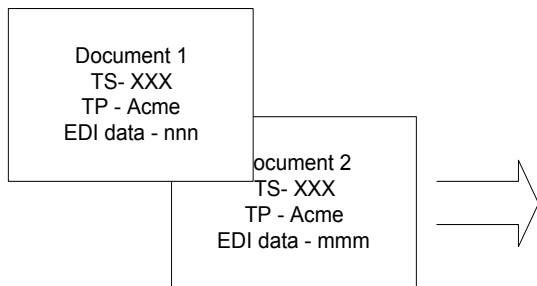 Document 1
TS- XXX
TP - Acme
EDI data - nnn
ocument 2
TS- XXX
TP - Acme
EDI data - mmm